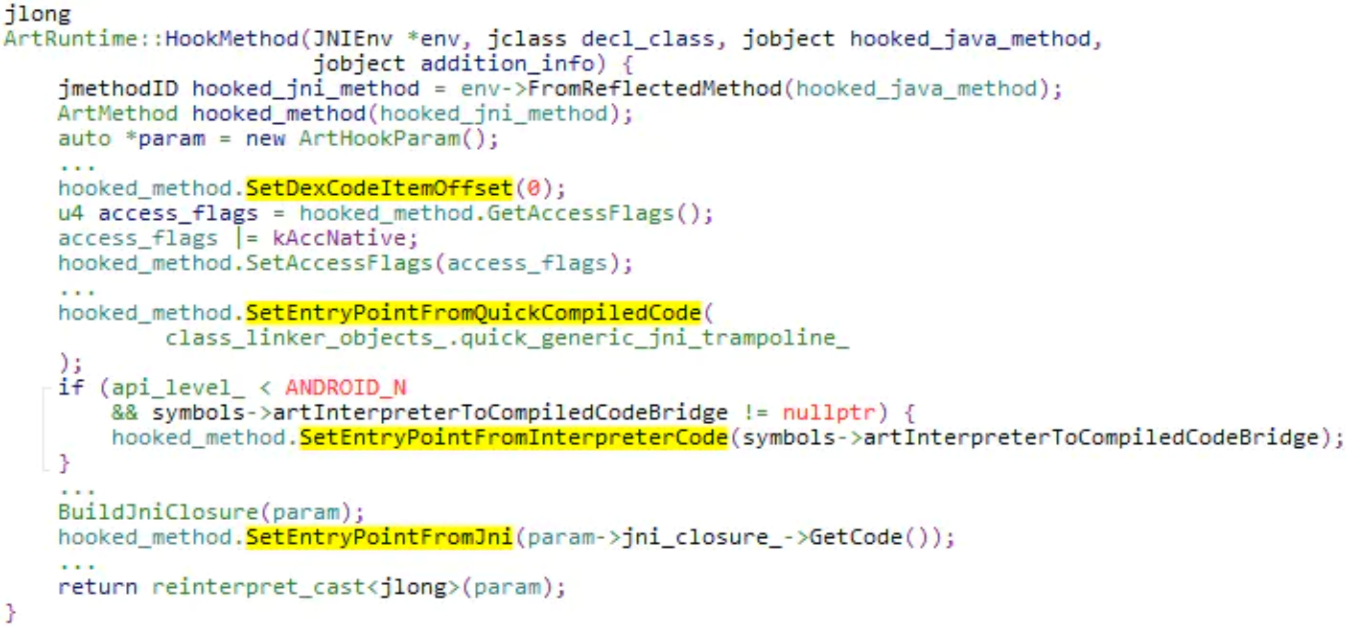 jlong
ArtRuntime::HookMethod(JNIEnv *env, jclass decl_class, jobject hooked_java_method,
                       jobject addition_info) {
    jmethodID hooked_jni_method = env->FromReflectedMethod(hooked_java_method);
    ArtMethod hooked_method(hooked_jni_method);
    auto *param = new ArtHookParam();
    ...
    hooked_method.SetDexCodeItemOffset(0);
    u4 access_flags = hooked_method.GetAccessFlags();
    access_flags |= kAccNative;
    hooked_method.SetAccessFlags(access_flags);
    ...
    hooked_method.SetEntryPointFromQuickCompiledCode(
            class_linker_objects_.quick_generic_jni_trampoline_
    );
    if (api_level_ < ANDROID_N
        && symbols->artInterpreterToCompiledCodeBridge != nullptr) {
        hooked_method.SetEntryPointFromInterpreterCode(symbols->artInterpreterToCompiledCodeBridge);
    }
    ...
    BuildJniClosure(param);
    hooked_method.SetEntryPointFromJni(param->jni_closure_->GetCode());
    ...
    return reinterpret_cast<jlong>(param);
}